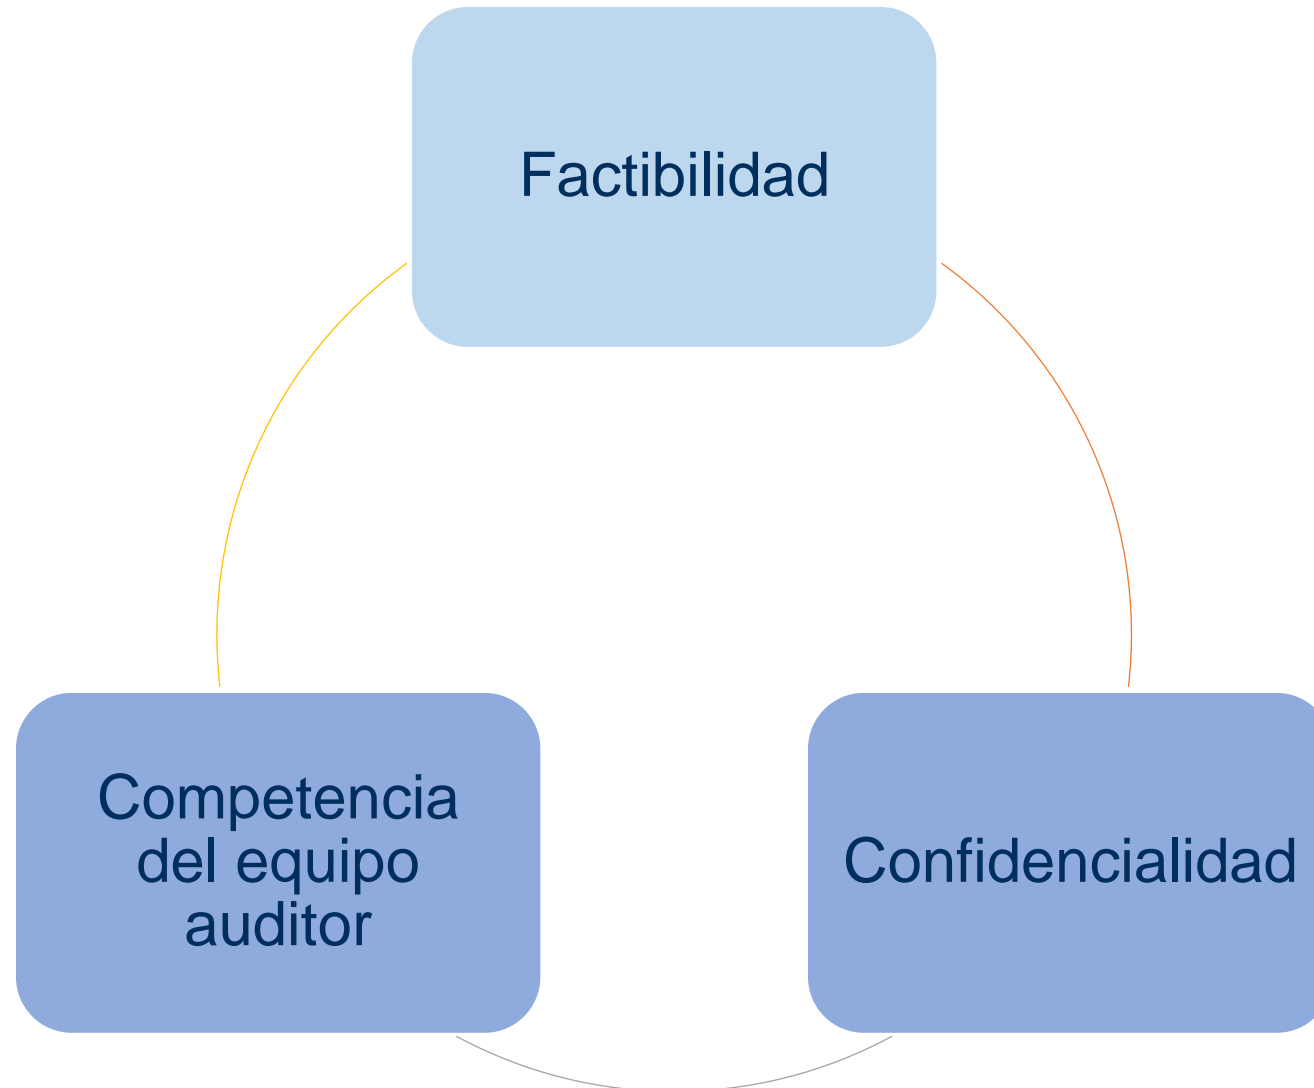 Factibilidad
Competencia
del equipo
auditor
Confidencialidad